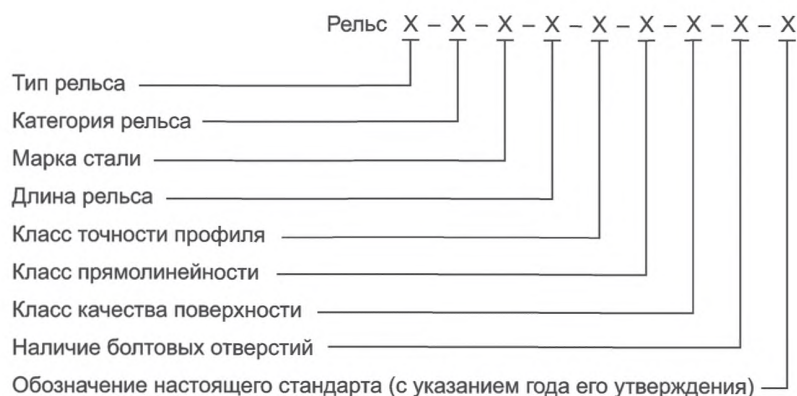 Рельс X – X – X – X – X – X – X – X – X
Тип рельса
Категория рельса
Марка стали
Длина рельса
Класс точности профиля
Класс прямолинейности
Класс качества поверхности
Наличие болтовых отверстий
Обозначение настоящего стандарта (с указанием года его утверждения)